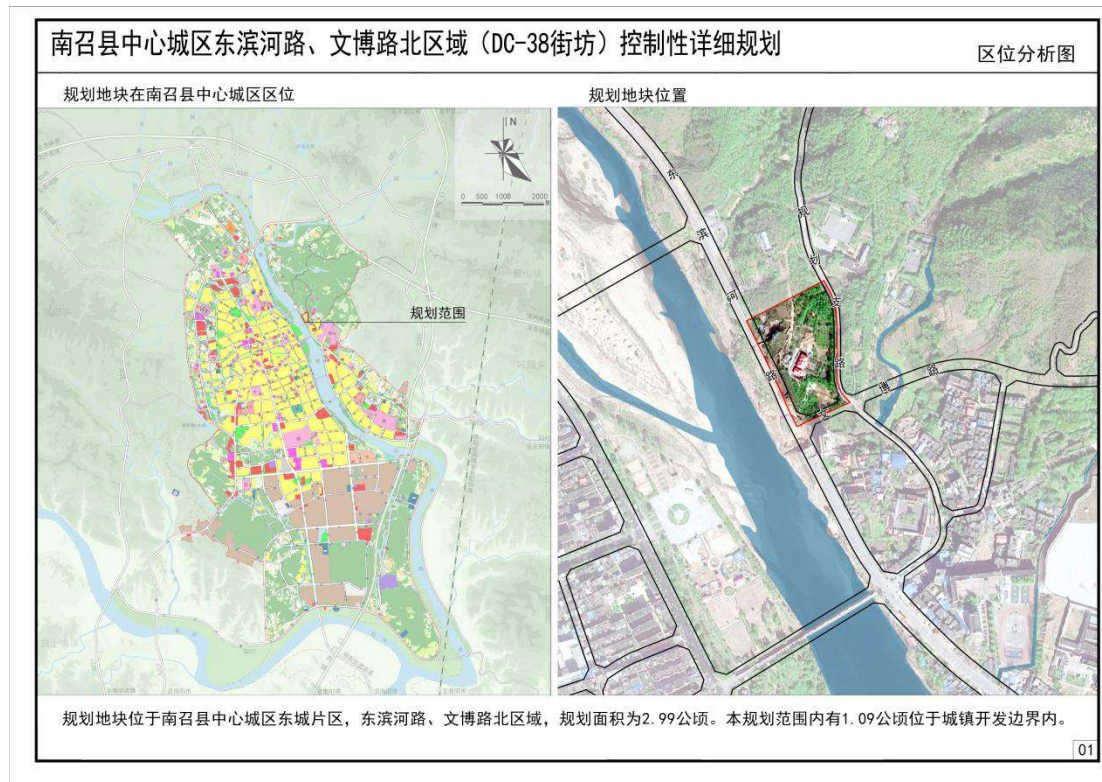 南召县中心城区东滨河路、文博路北区域（DC-38街坊）控制性详细规划
区位分析图
规划地块在南召县中心城区区位
规划地块位置
N
0 500 1000 2000
规划范围
东滨河路
规划支路
文博路
规划地块位于南召县中心城区东城片区，东滨河路、文博路北区域，规划面积为2.99公顷。本规划范围内有1.09公顷位于城镇开发边界内。
01